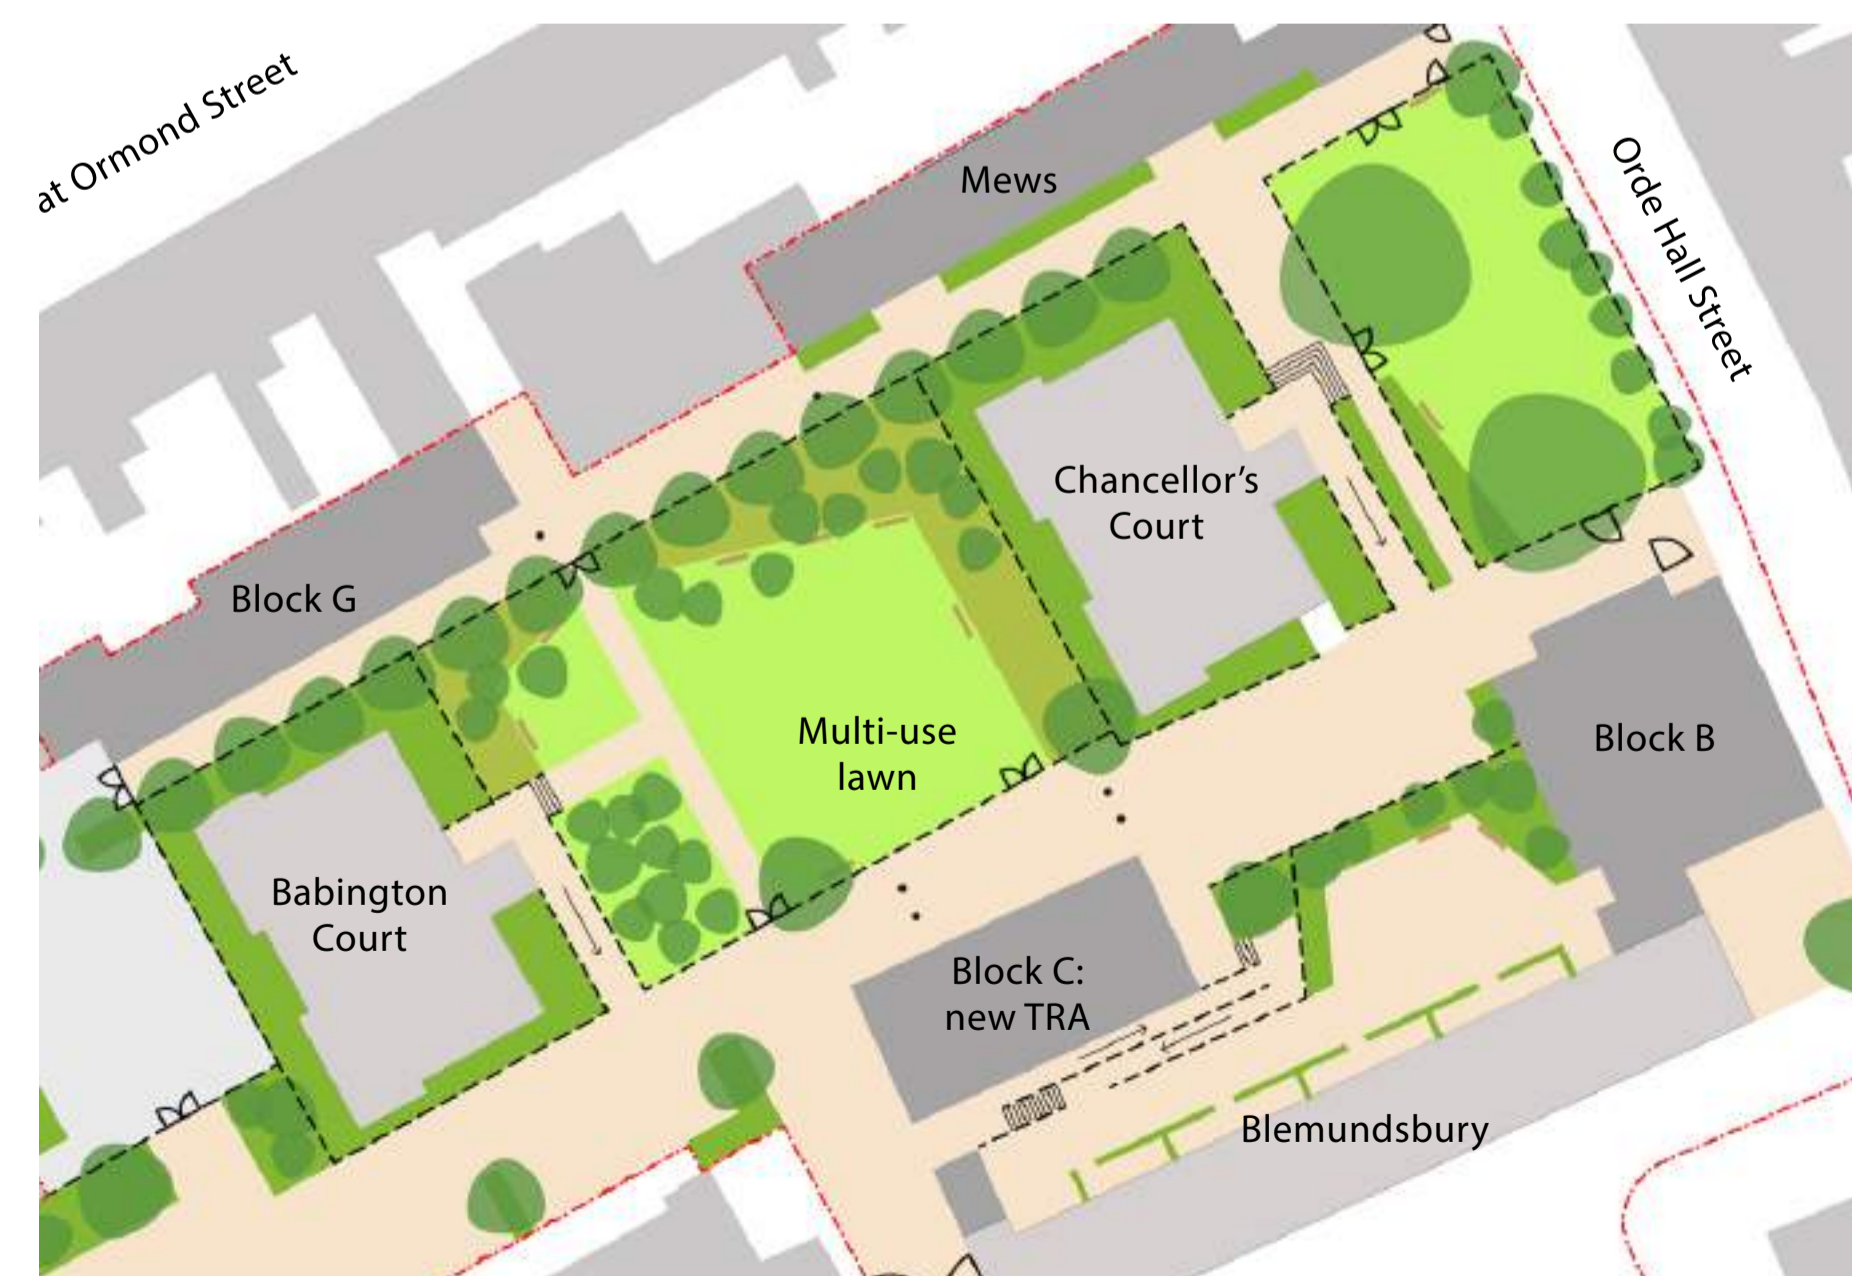 at Ormond Street
Mews
Orde Hall Street
Chancellor's
Court
Block G
Multi-use
lawn
Block B
Babington
Court
Block C:
new TRA
Blemundsbury